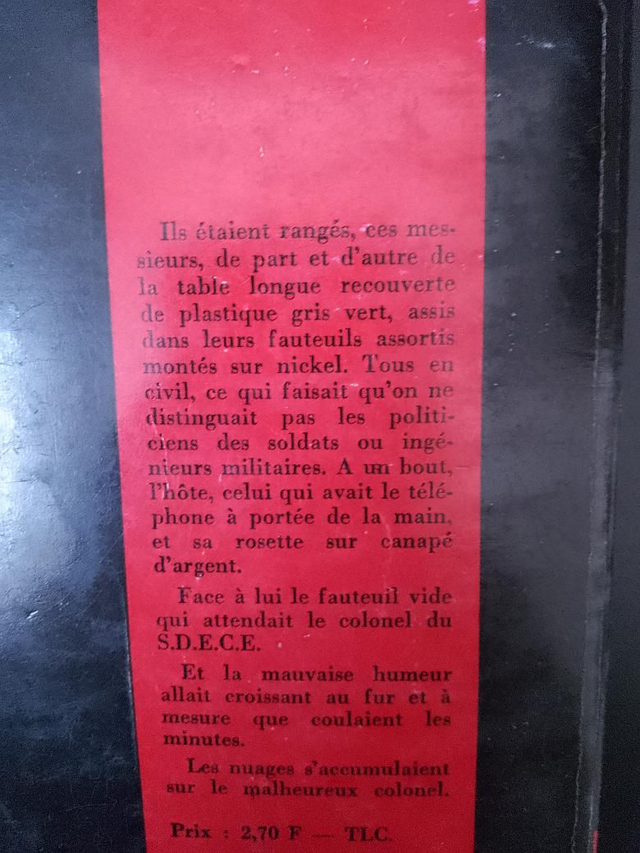 Ils étaient rangés, ces mes-
sieurs, de part et d'autre de
la table longue recouverte
de plastique gris vert, assis
dans leurs fauteuils assortis
montés sur nickel. Tous en
civil, ce qui faisait qu'on ne
distinguait pas les politi-
ciens des soldats ou ingé-
nieurs militaires. A un bout,
l'hôte, celui qui avait le télé-
phone à portée de la main,
et sa rosette sur canapé
d'argent.
Face à lui le fauteuil vide
qui attendait le colonel du
S.D.E.C.E.
Et la mauvaise humeur
allait croissant au fur et à
mesure que coulaient les
minutes.
Les nuages s'accumulaient
sur le malheureux colonel.
Prix : 2,70 F — TLC.